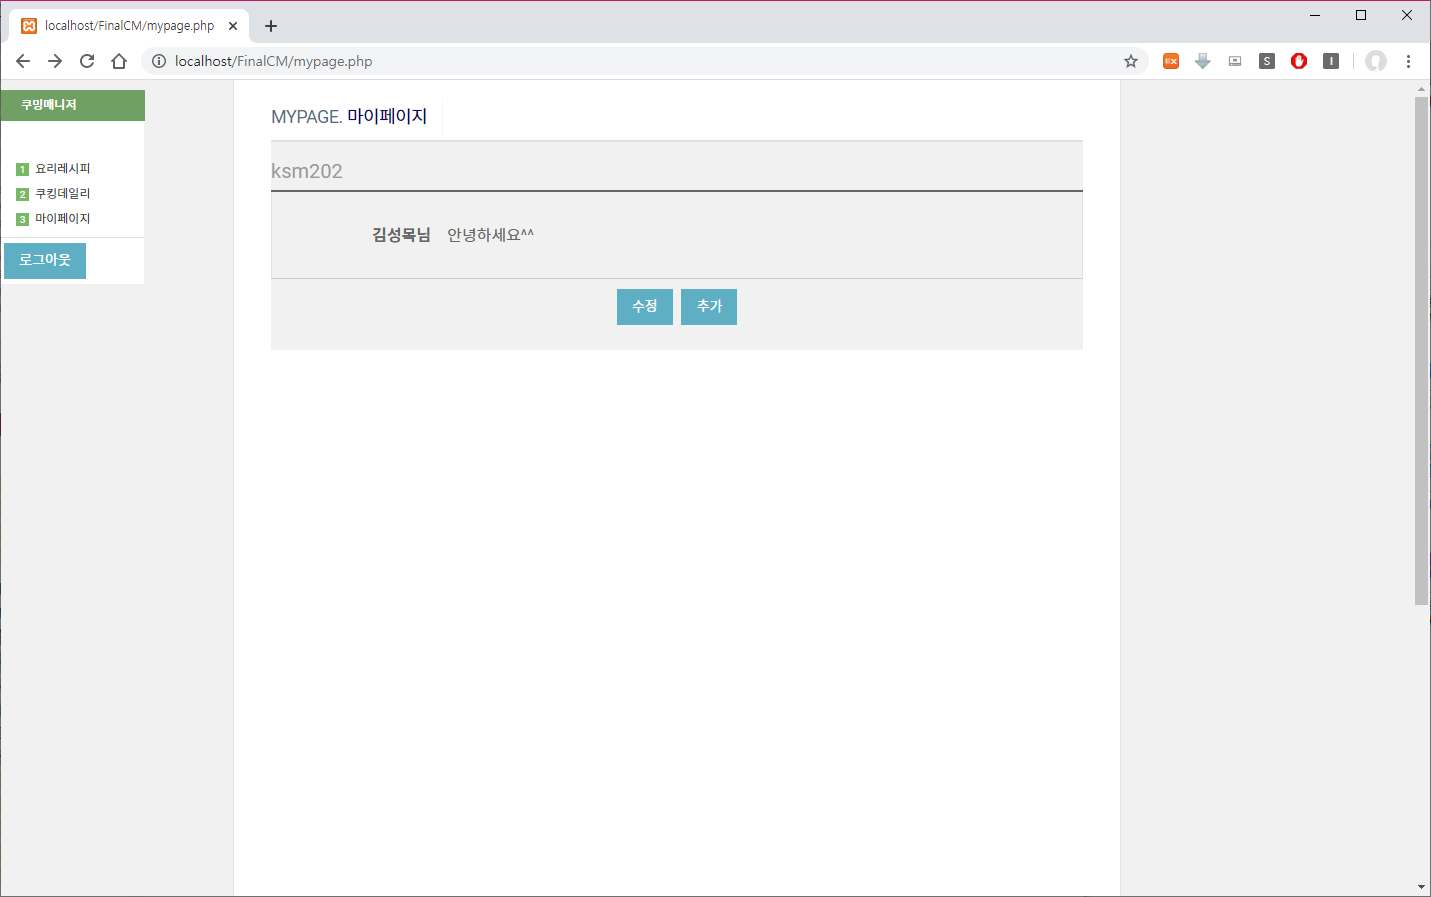 localhost/FinalCM/mypage.php
localhost/FinalCM/mypage.php
EX
S
I
쿠밍매니저
1 요리레시피
2 쿠킹데일리
3 마이페이지
로그아웃
MYPAGE. 마이페이지
ksm202
김성목님 안녕하세요^^
수정 추가